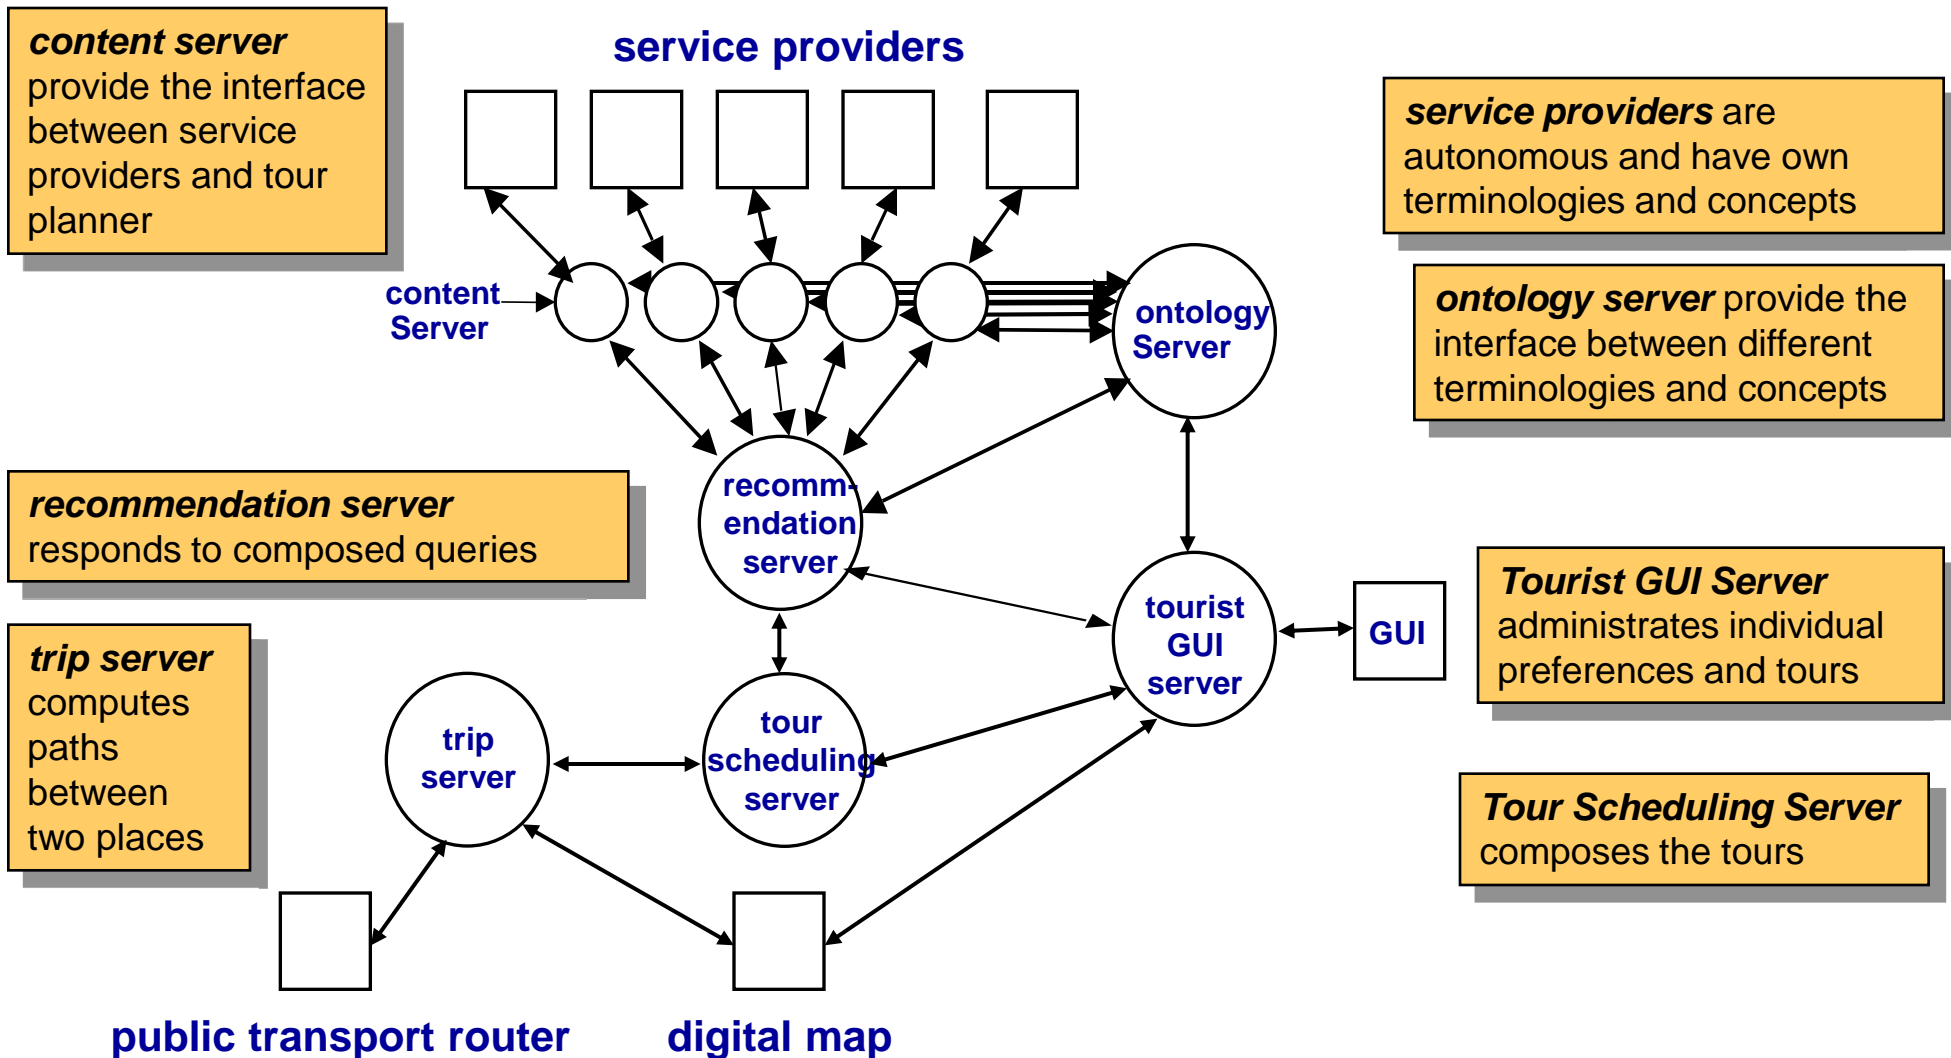 content server
provide the interface
between service
providers and tour
planner
service providers
service providers are
autonomous and have own
terminologies and concepts
content
Server
ontology
Server
ontology server provide the
interface between different
terminologies and concepts
recommendation server
responds to composed queries
recomm-
endation
server
tourist
GUI
server
GUI
Tourist GUI Server
administrates individual
preferences and tours
trip server
computes
paths
between
two places
trip
server
tour
scheduling
server
Tour Scheduling Server
composes the tours
public transport router
digital map